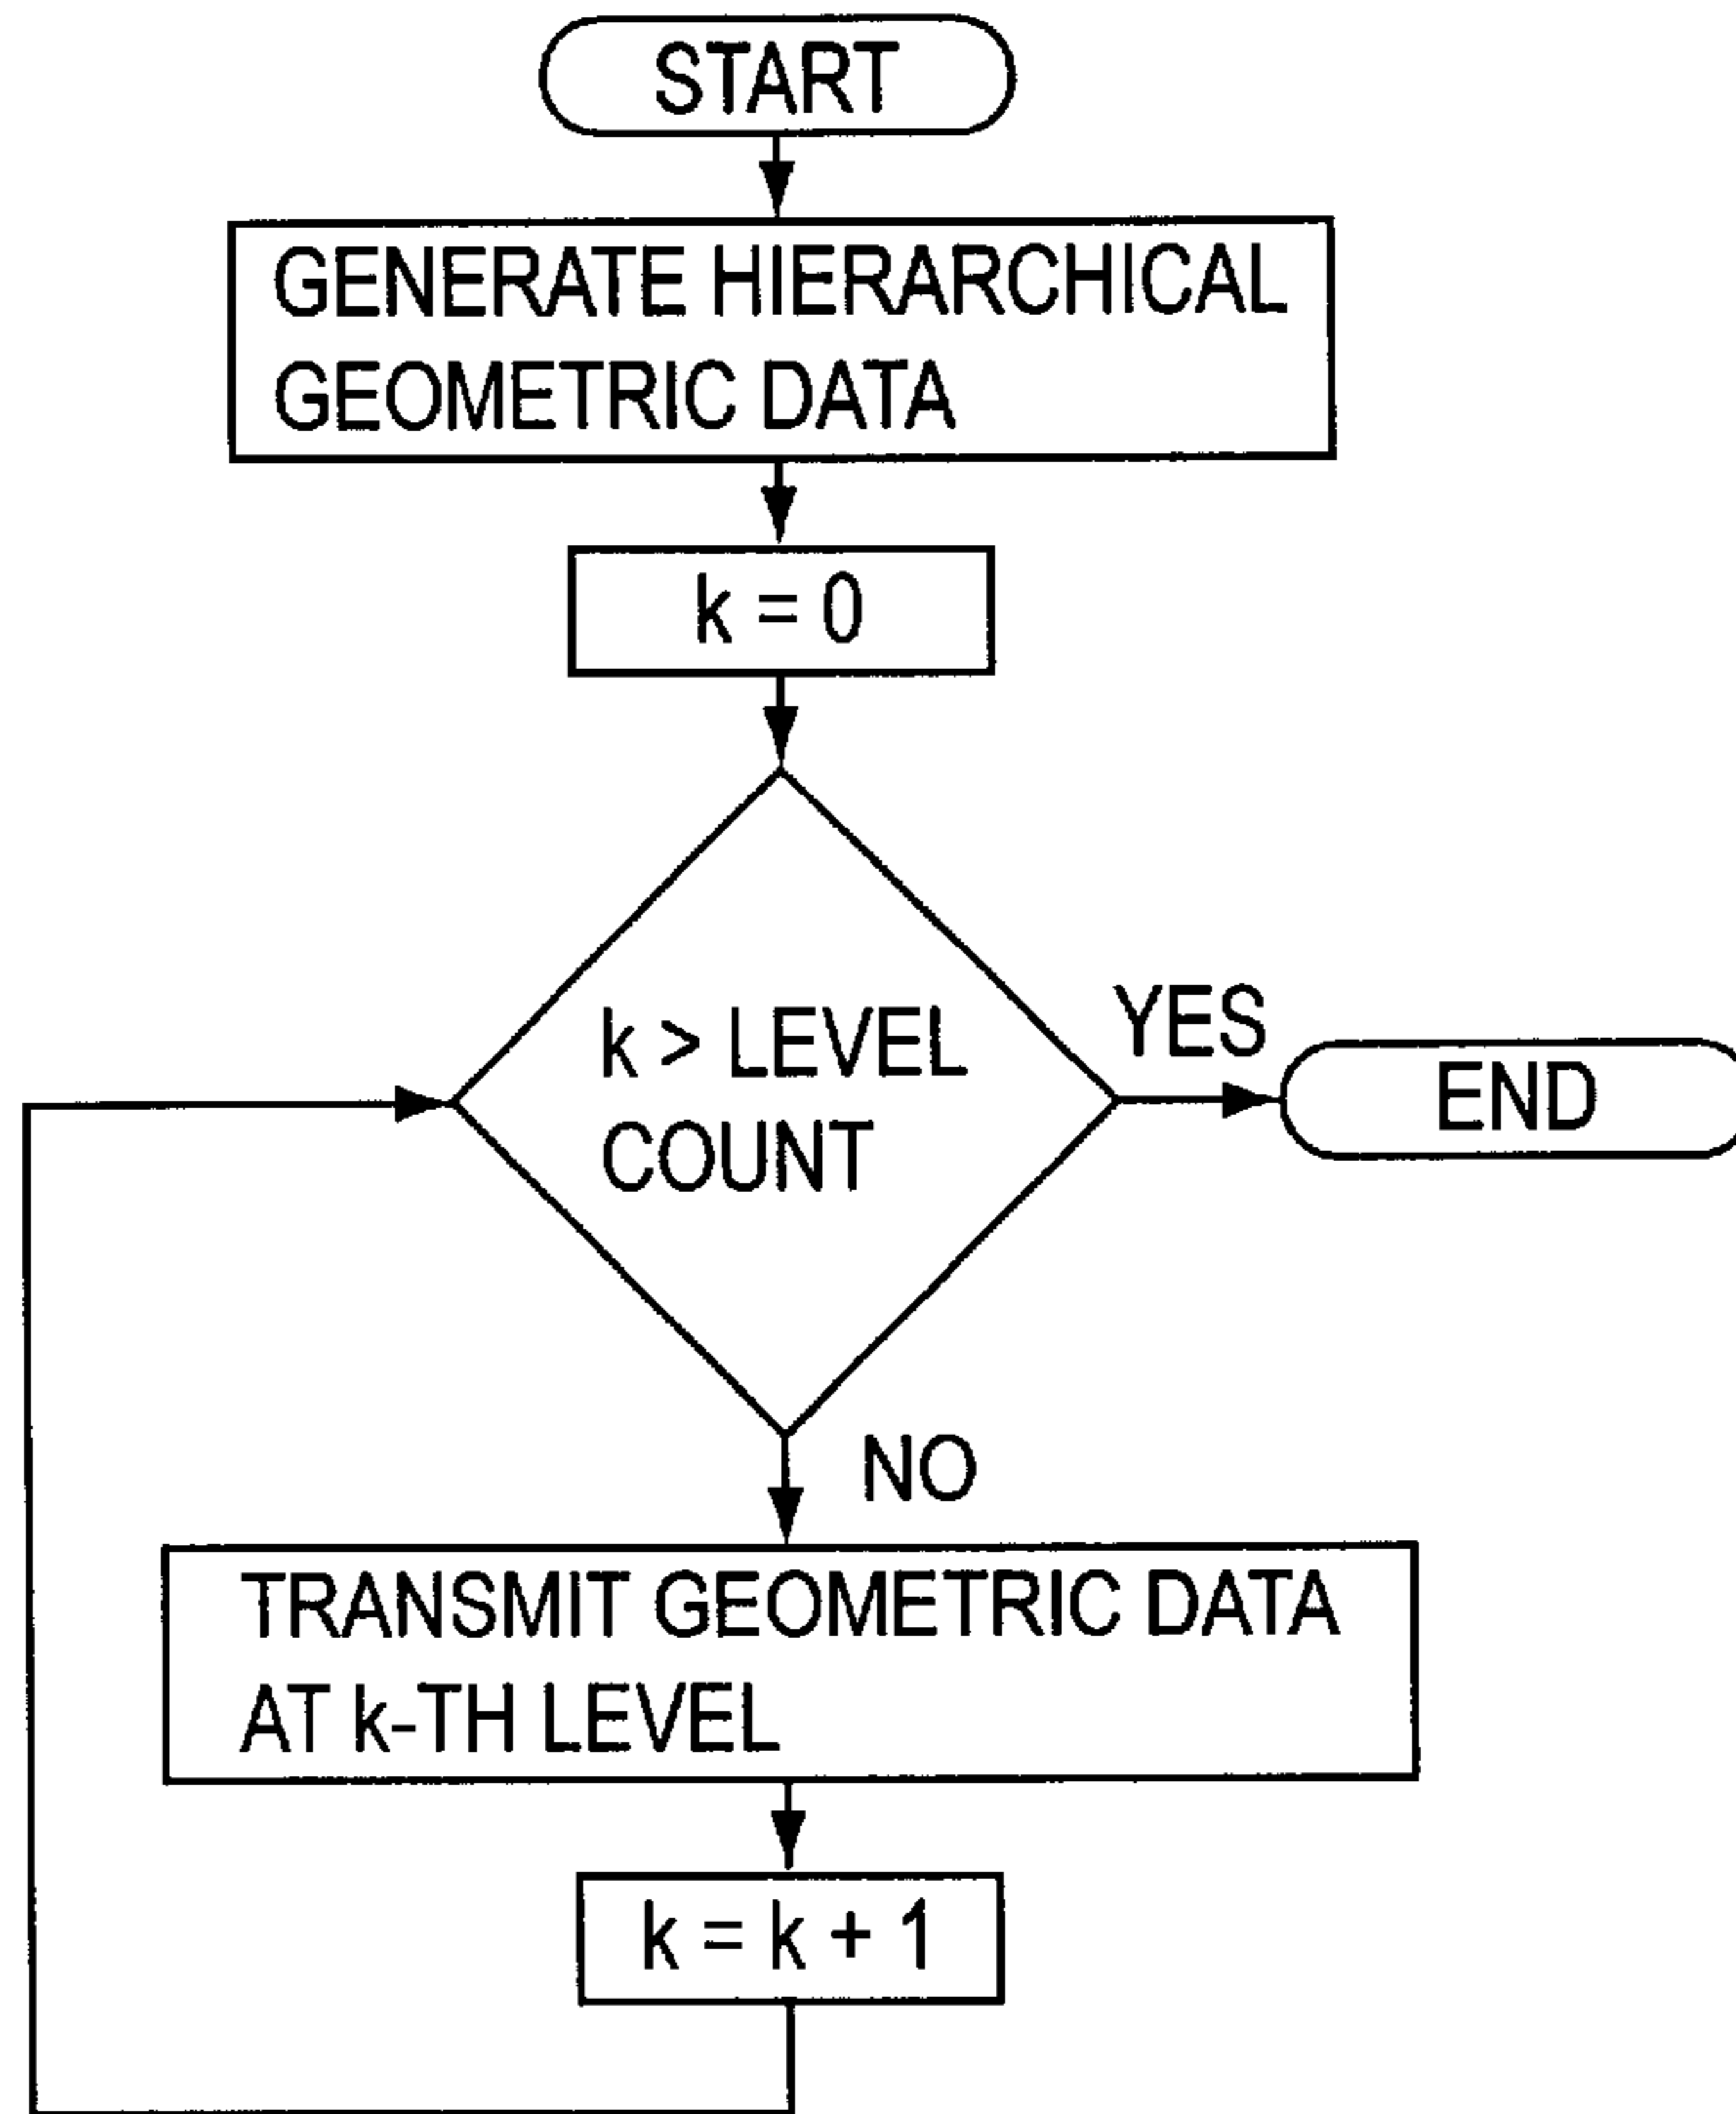 START
GENERATE HIERARCHICAL
GEOMETRIC DATA
k = 0
k > LEVEL
COUNT
YES
END
NO
TRANSMIT GEOMETRIC DATA
AT k-TH LEVEL
k = k + 1